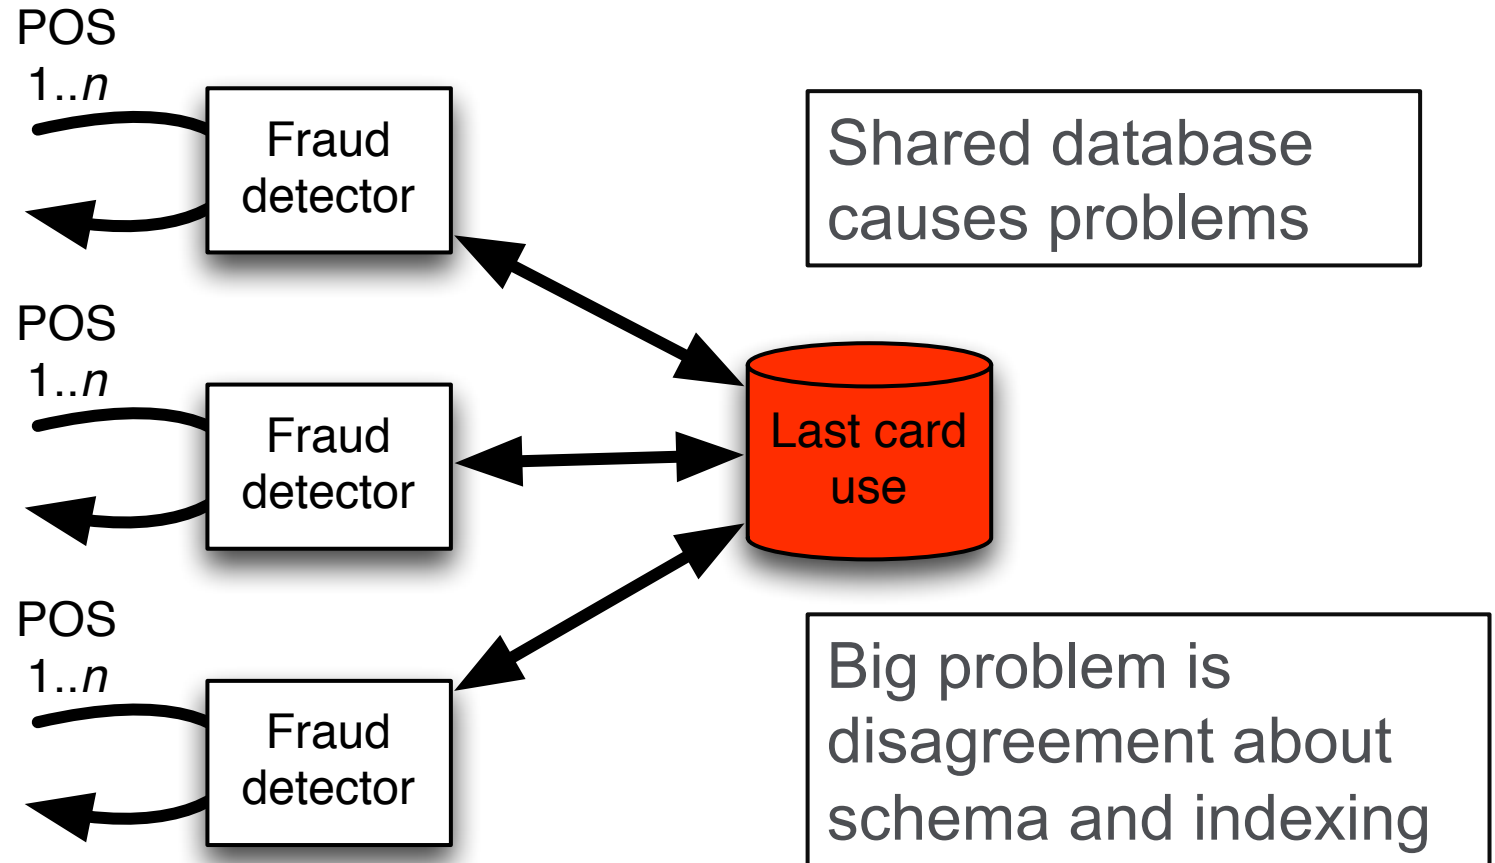 POS
1..n
Fraud
detector
Shared database
causes problems
POS
1..n
Fraud
detector
Last card
use
POS
1..n
Fraud
detector
Big problem is
disagreement about
schema and indexing